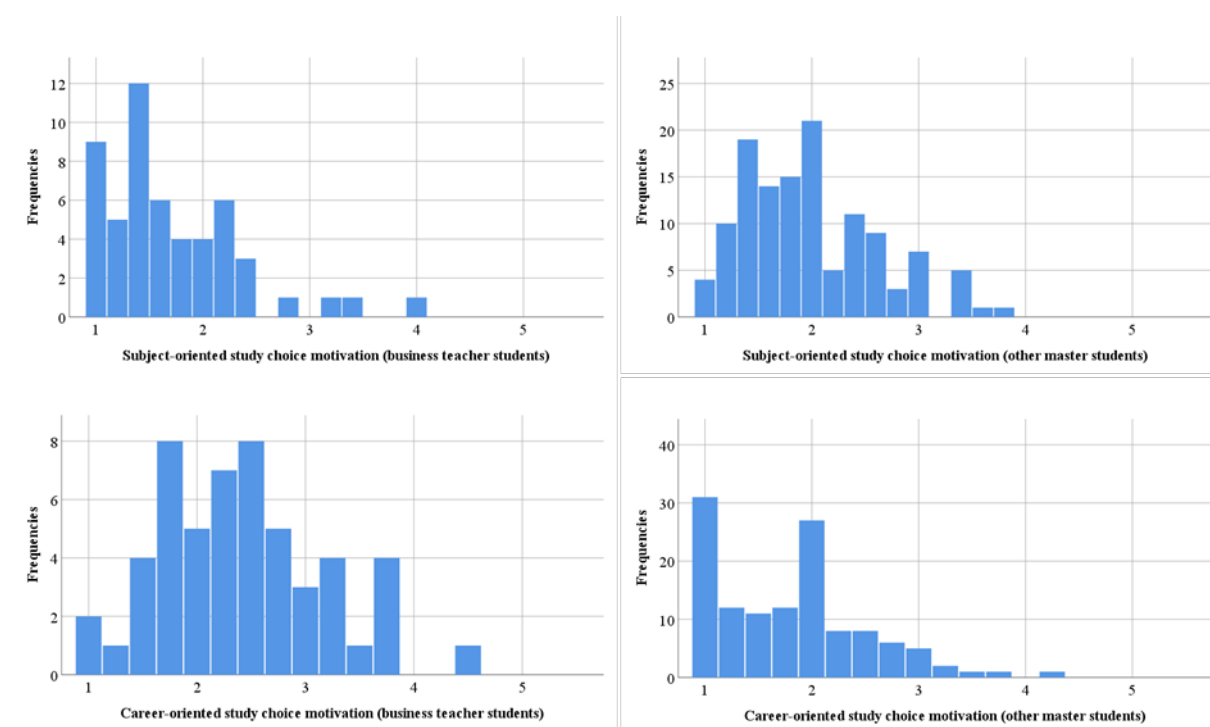 12
10
8
6
4
2
0
Frequencies
1 2 3 4 5
Subject-oriented study choice motivation (business teacher students)
25
20
15
10
5
0
Frequencies
1 2 3 4 5
Subject-oriented study choice motivation (other master students)
8
6
4
2
0
Frequencies
1 2 3 4 5
Career-oriented study choice motivation (business teacher students)
40
30
20
10
0
Frequencies
1 2 3 4 5
Career-oriented study choice motivation (other master students)